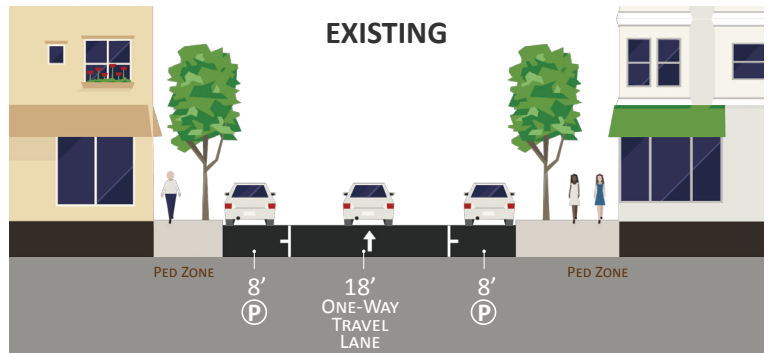 EXISTING
PED ZONE
PED ZONE
8’
P
18’
ONE-WAY
TRAVEL
LANE
8’
P